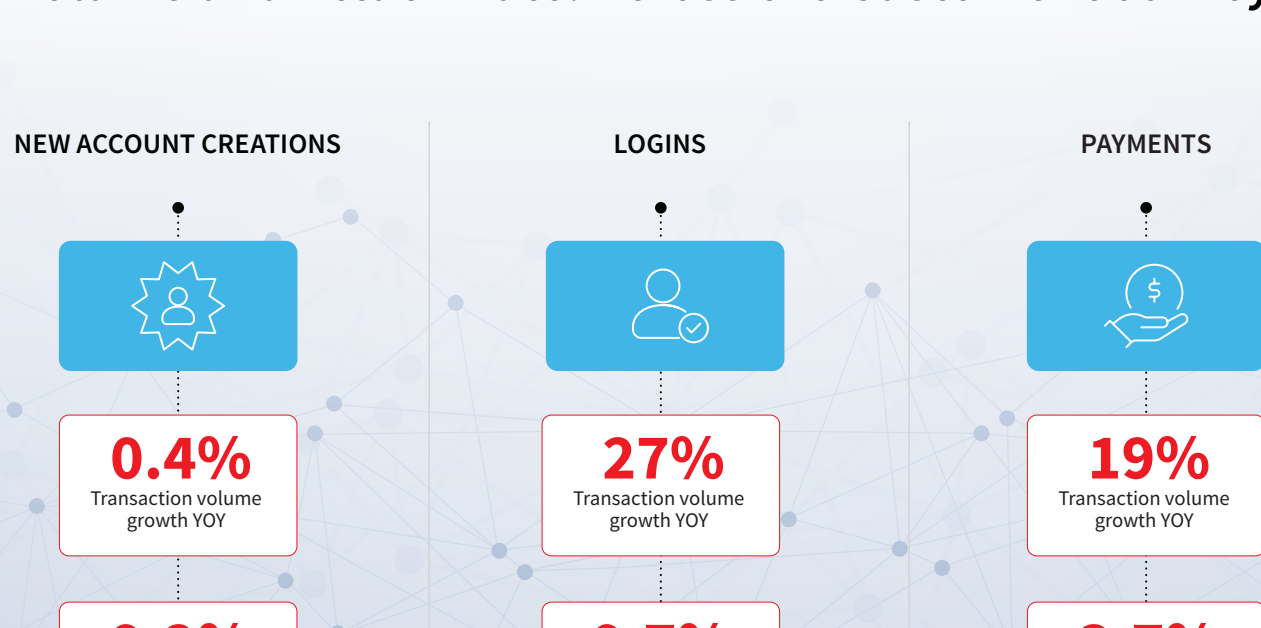 NEW ACCOUNT CREATIONS
LOGINS
PAYMENTS
$
0.4%
Transaction volume
growth YOY
27%
Transaction volume
growth YOY
19%
Transaction volume
growth YOY